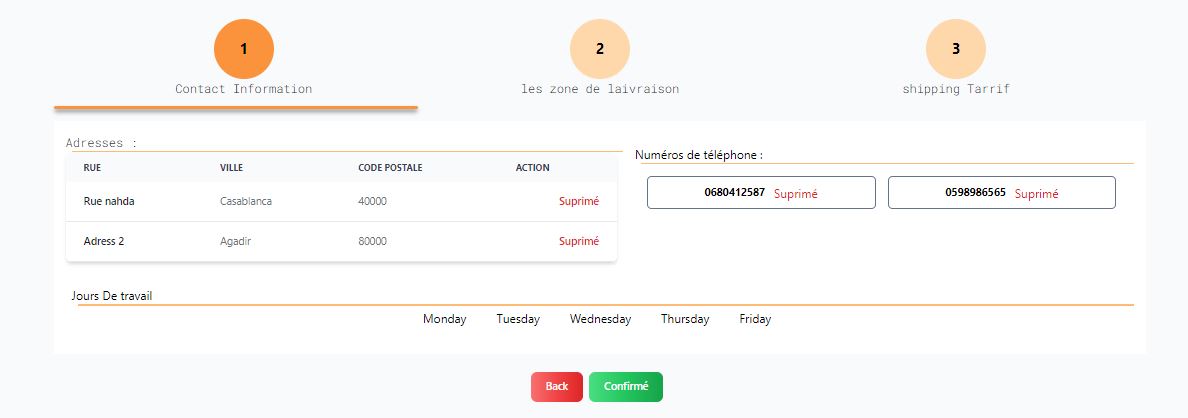 1
2
3
Contact Information
les zone de laivraison
shipping Tarrif
Adresses :
RUE VILLE CODE POSTALE ACTION
Rue nahda Casablanca 40000 Suprimé
Adress 2 Agadir 80000 Suprimé
Numéros de téléphone :
0680412587 Suprimé
0598986565 Suprimé
Jours De travail
Monday Tuesday Wednesday Thursday Friday
Back
Confirmé